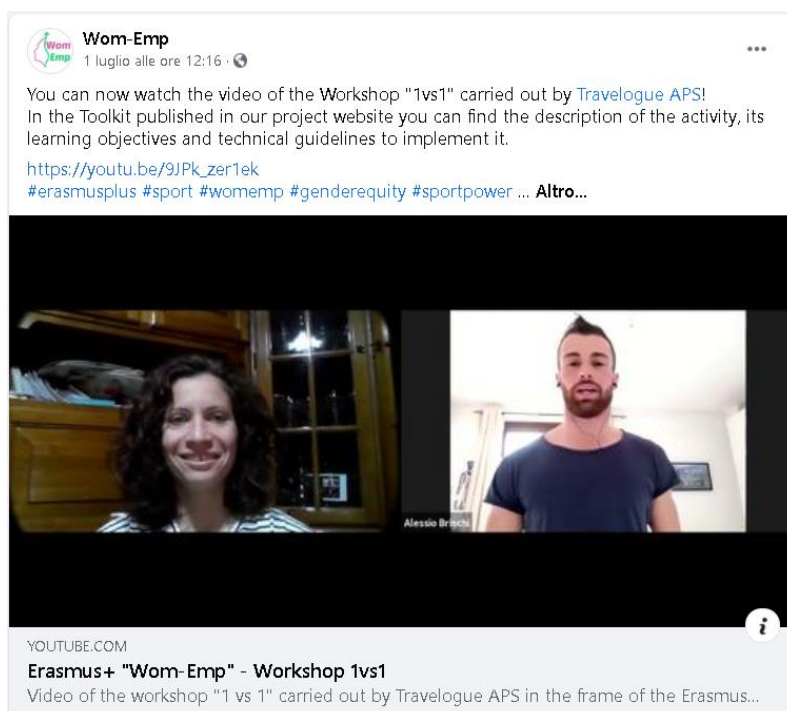 Wom
Emp
Wom-Emp
1 luglio alle ore 12:16 ·
You can now watch the video of the Workshop "1vs1" carried out by Travelogue APS!
In the Toolkit published in our project website you can find the description of the activity, its
learning objectives and technical guidelines to implement it.
https://youtu.be/9JPk_zer1ek
#erasmusplus #sport #womemp #genderequity #sportpower ... Altro...
Alessio
YOUTUBE.COM
Erasmus+ "Wom-Emp" - Workshop 1vs1
Video of the workshop "1 vs 1" carried out by Travelogue APS in the frame of the Erasmus...